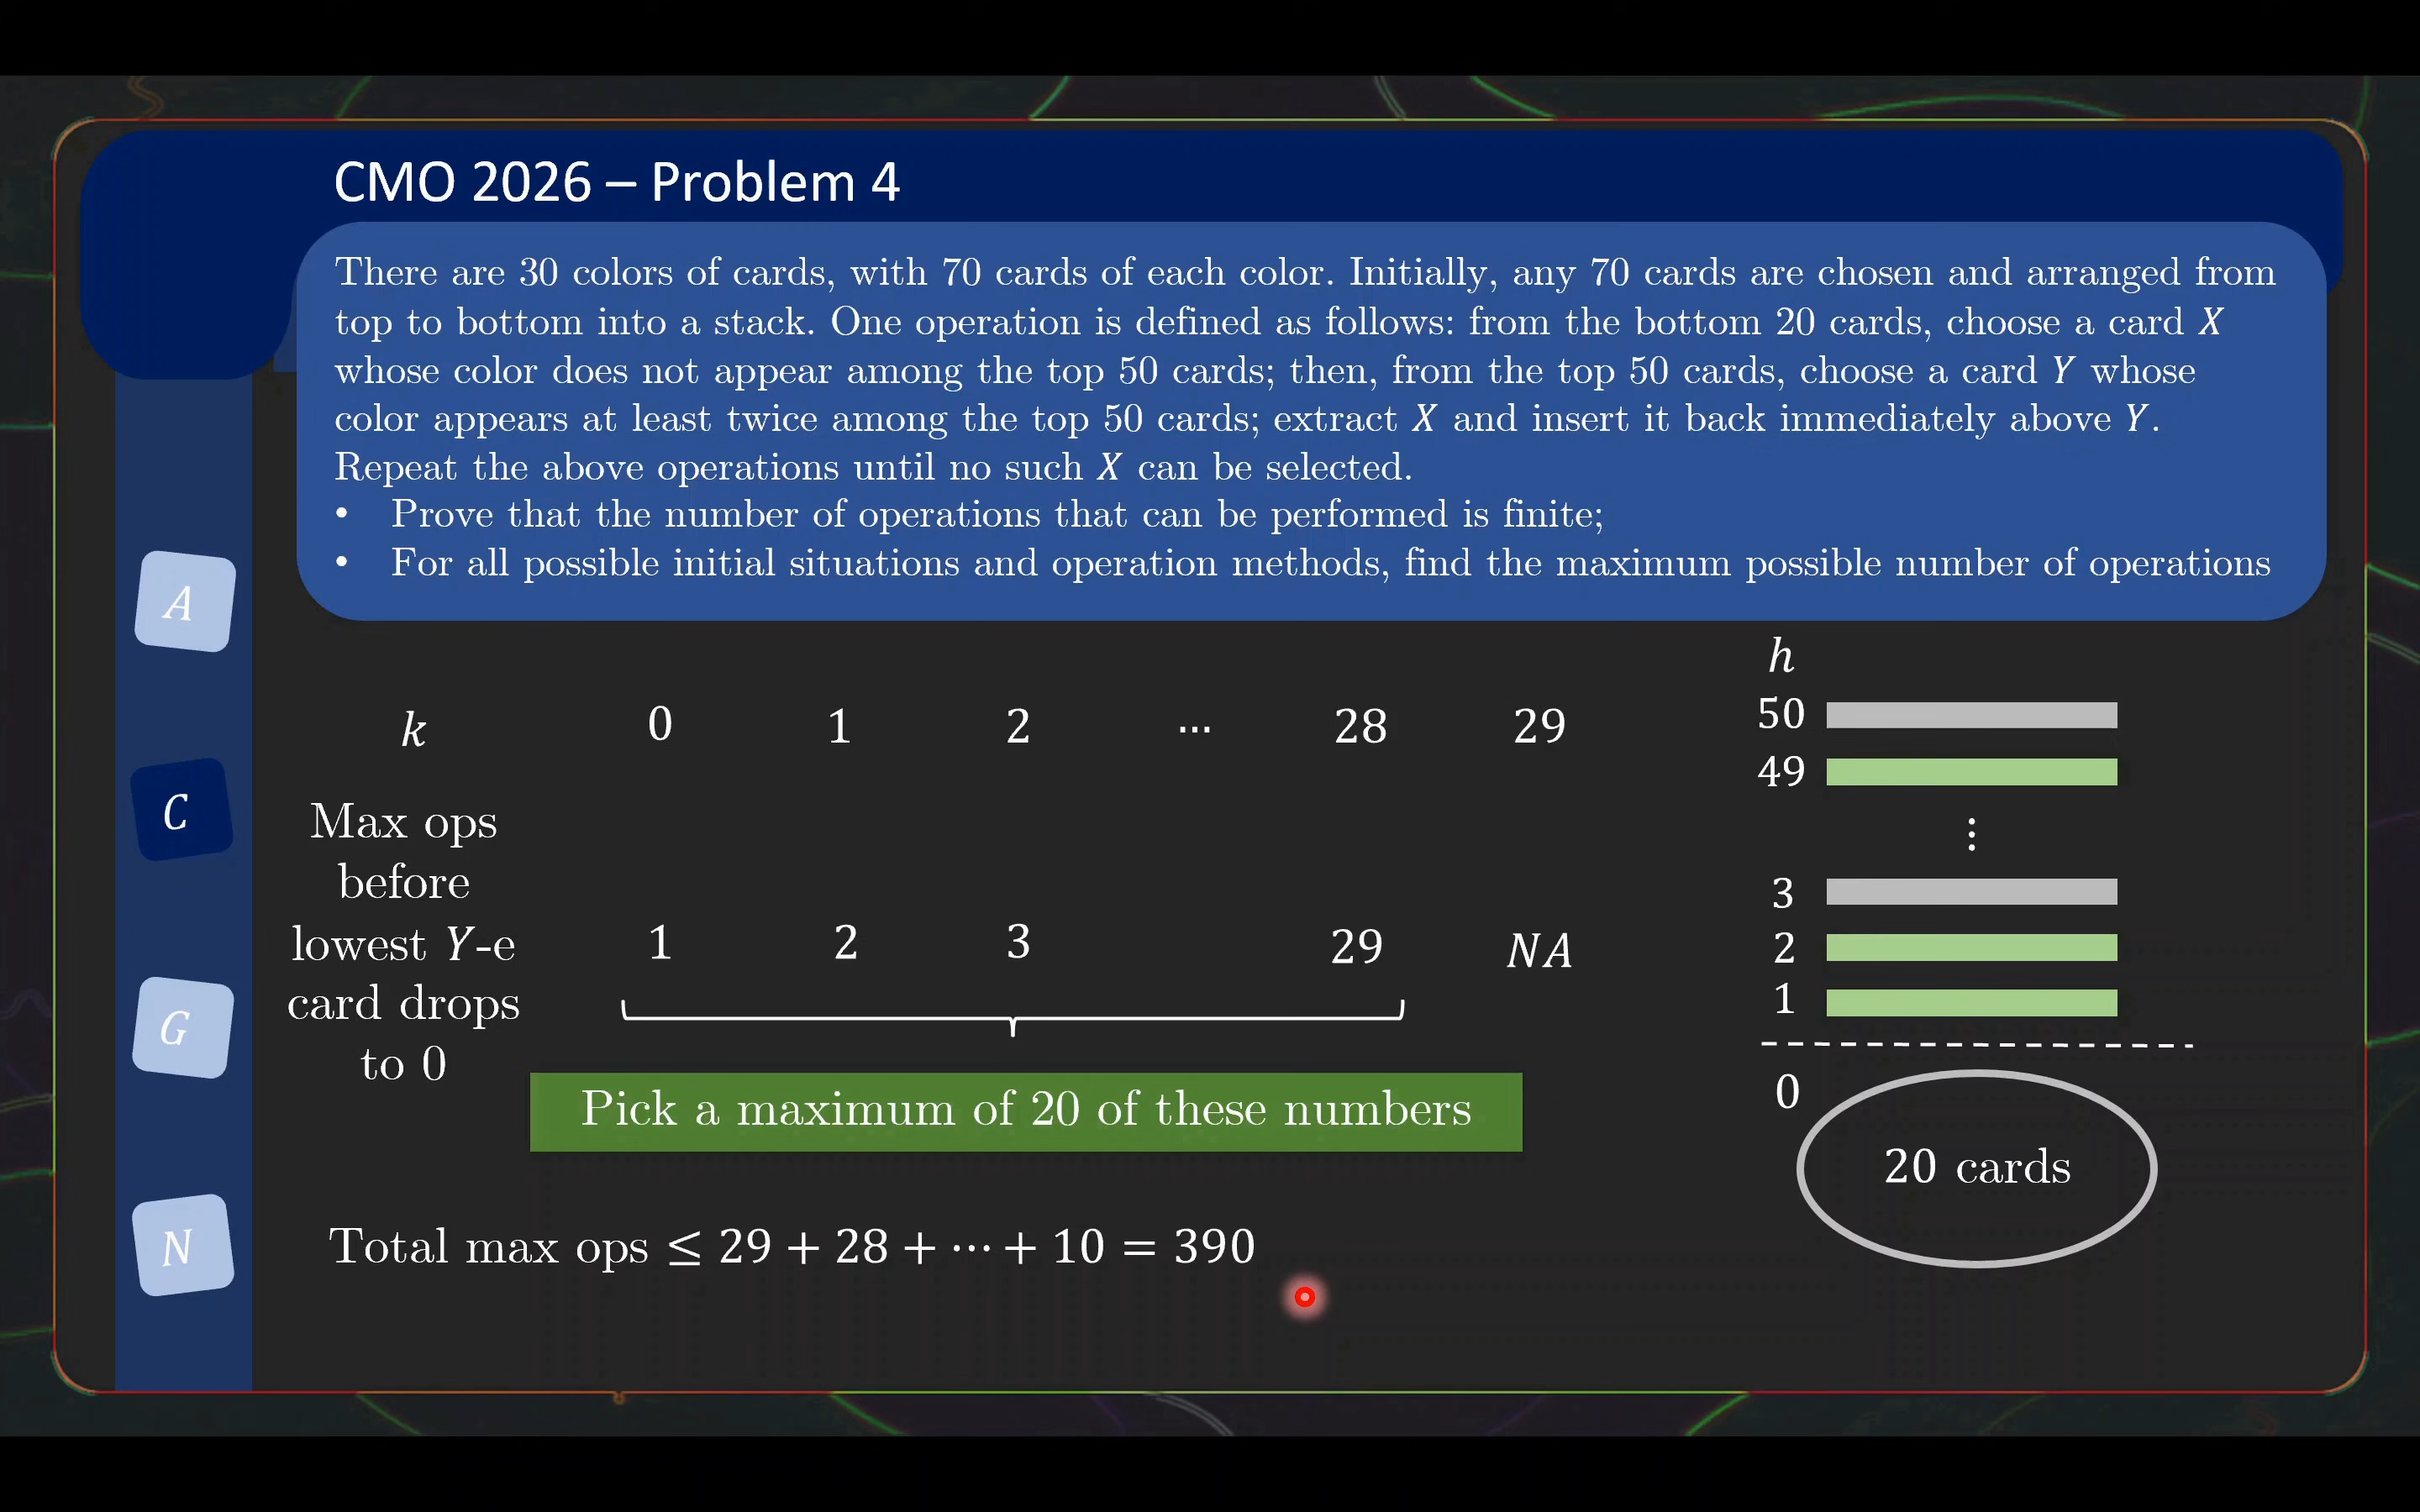 CMO 2026 – Problem 4
There are 30 colors of cards, with 70 cards of each color. Initially, any 70 cards are chosen and arranged from
top to bottom into a stack. One operation is defined as follows: from the bottom 20 cards, choose a card X
whose color does not appear among the top 50 cards; then, from the top 50 cards, choose a card Y whose
color appears at least twice among the top 50 cards; extract X and insert it back immediately above Y.
Repeat the above operations until no such X can be selected.
• Prove that the number of operations that can be performed is finite;
• For all possible initial situations and operation methods, find the maximum possible number of operations
A
C
G
N
k 0 1 2 ... 28 29
Max ops
before
lowest Y-e
card drops
to 0
1 2 3 29 NA
Pick a maximum of 20 of these numbers
Total max ops ≤ 29 + 28 + ⋯ + 10 = 390
h
50
49
⋮
3
2
1
0
20 cards